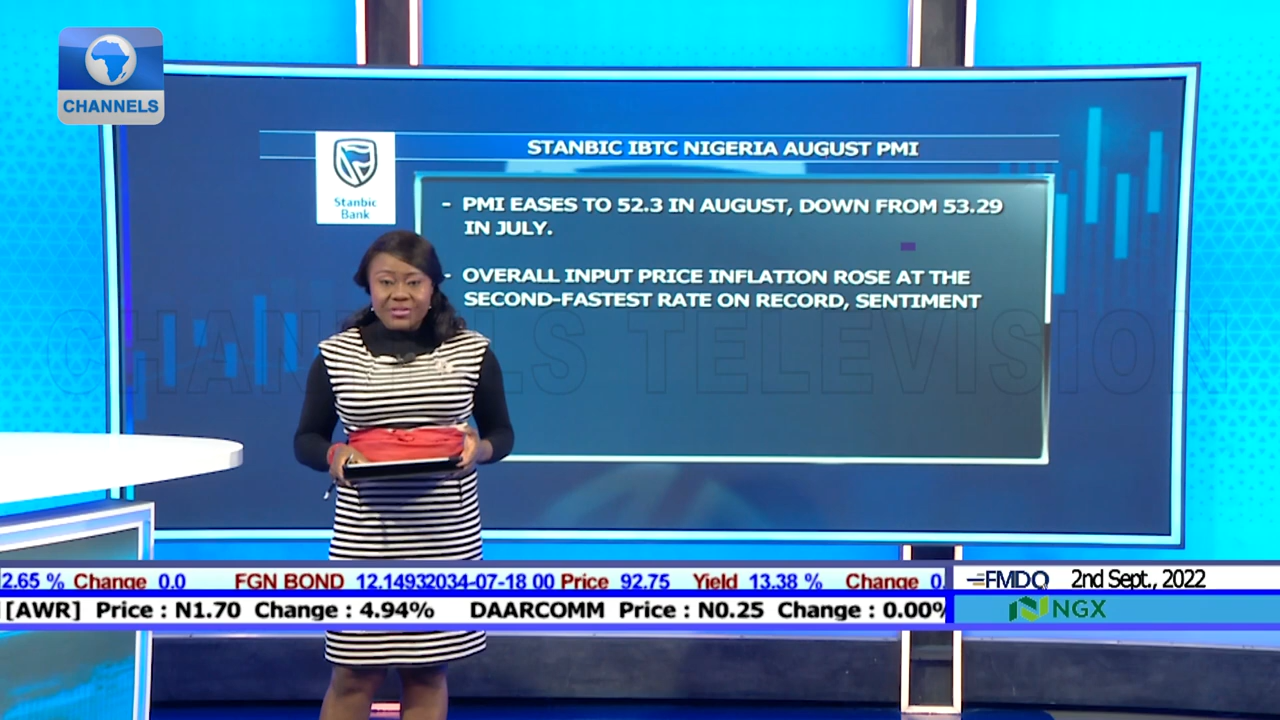 CHANNELS
STANBIC IBTC NIGERIA AUGUST PMI
Stanbic
Bank
- PMI EASES TO 52.3 IN AUGUST, DOWN FROM 53.29
IN JULY.
- OVERALL INPUT PRICE INFLATION ROSE AT THE
SECOND-FASTEST RATE ON RECORD, SENTIMENT
CHANNELS TELEVISION
2.65 % Change 0.0 FGN BOND 12.14932034-07-18 00 Price 92.75 Yield 13.38 % Change 0.
FMDQ 2nd Sept., 2022
[AWR] Price : N1.70 Change : 4.94% DAARCOMM Price : N0.25 Change : 0.00%
NGX